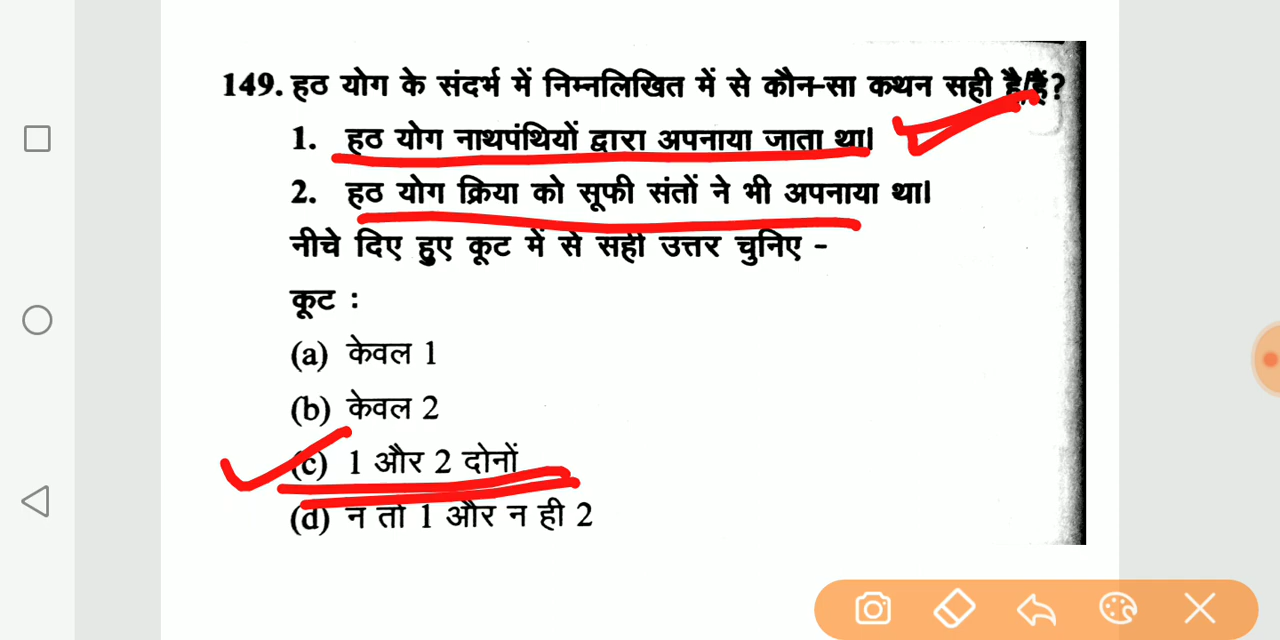 149. हठ योग के संदर्भ में निम्नलिखित में से कौन-सा कथन सही है/हैं?
1. हठ योग नाथपंथियों द्वारा अपनाया जाता था।
2. हठ योग क्रिया को सूफी संतों ने भी अपनाया था।
नीचे दिए हुए कूट में से सही उत्तर चुनिए -
कूट :
(a) केवल 1
(b) केवल 2
(c) 1 और 2 दोनों
(d) न तो 1 और न ही 2